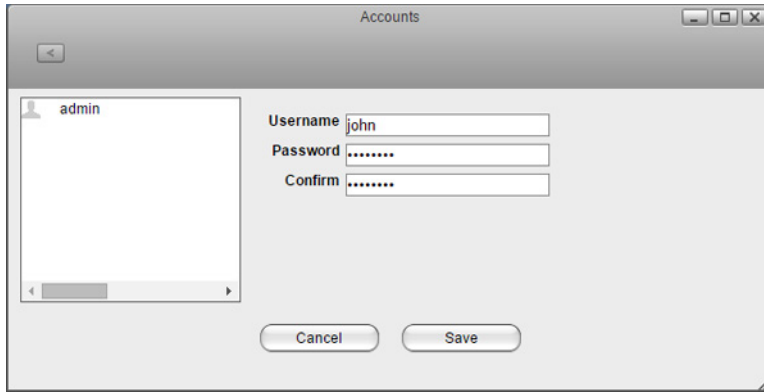 Accounts
<
admin
Username john
Password ••••••••
Confirm ••••••••
Cancel Save